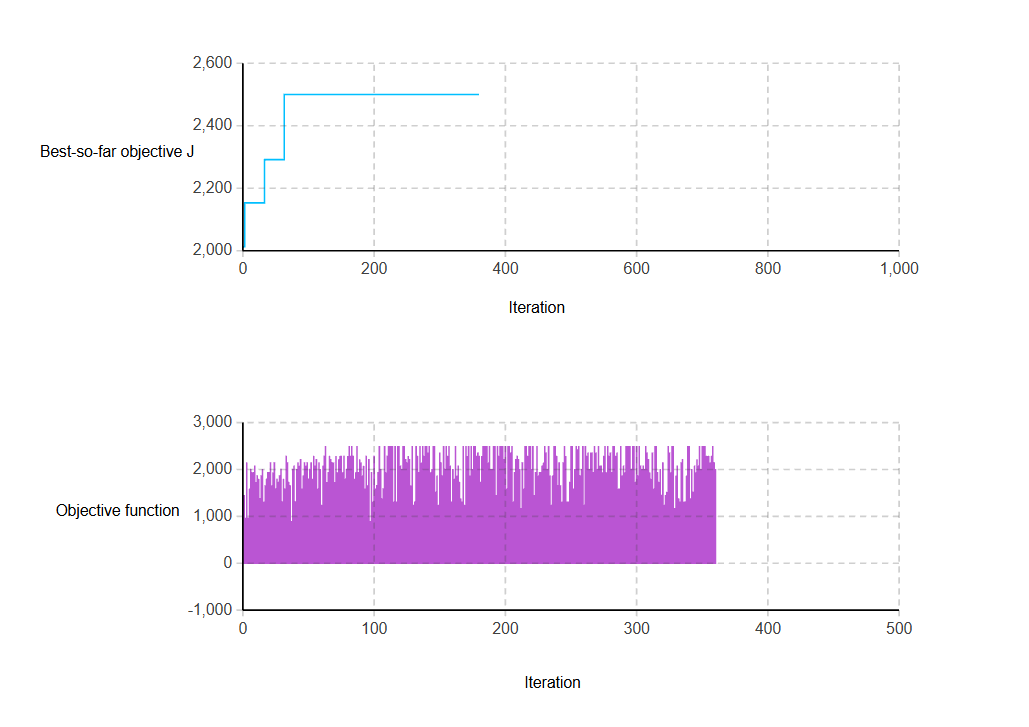 2,600
2,400
Best-so-far objective J
2,200
2,000
0 200 400 600 800 1,000
Iteration
3,000
2,000
Objective function
1,000
0
-1,000
0 100 200 300 400 500
Iteration